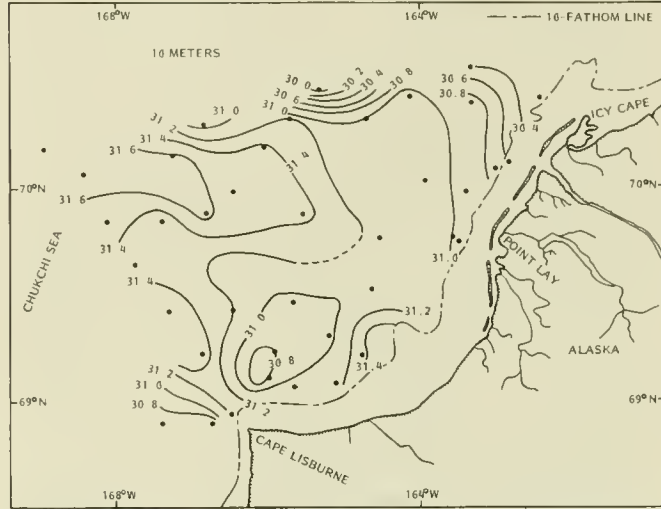 168°W
164°W
10-FATHOM LINE
10 METERS
30.0
30.2
30.4
30.6
30.8
31.0
30.6
30.8
30.4
31.0
31.2
31.4
31.6
31.4
ICY CAPE
70°N
70°N
31.6
31.4
31.0
POINT LAY
CHUKCHI SEA
31.4
31.0
31.2
30.8
31.4
ALASKA
31.2
31.0
30.8
31.2
69°N
69°N
CAPE LISBURNE
168°W
164°W